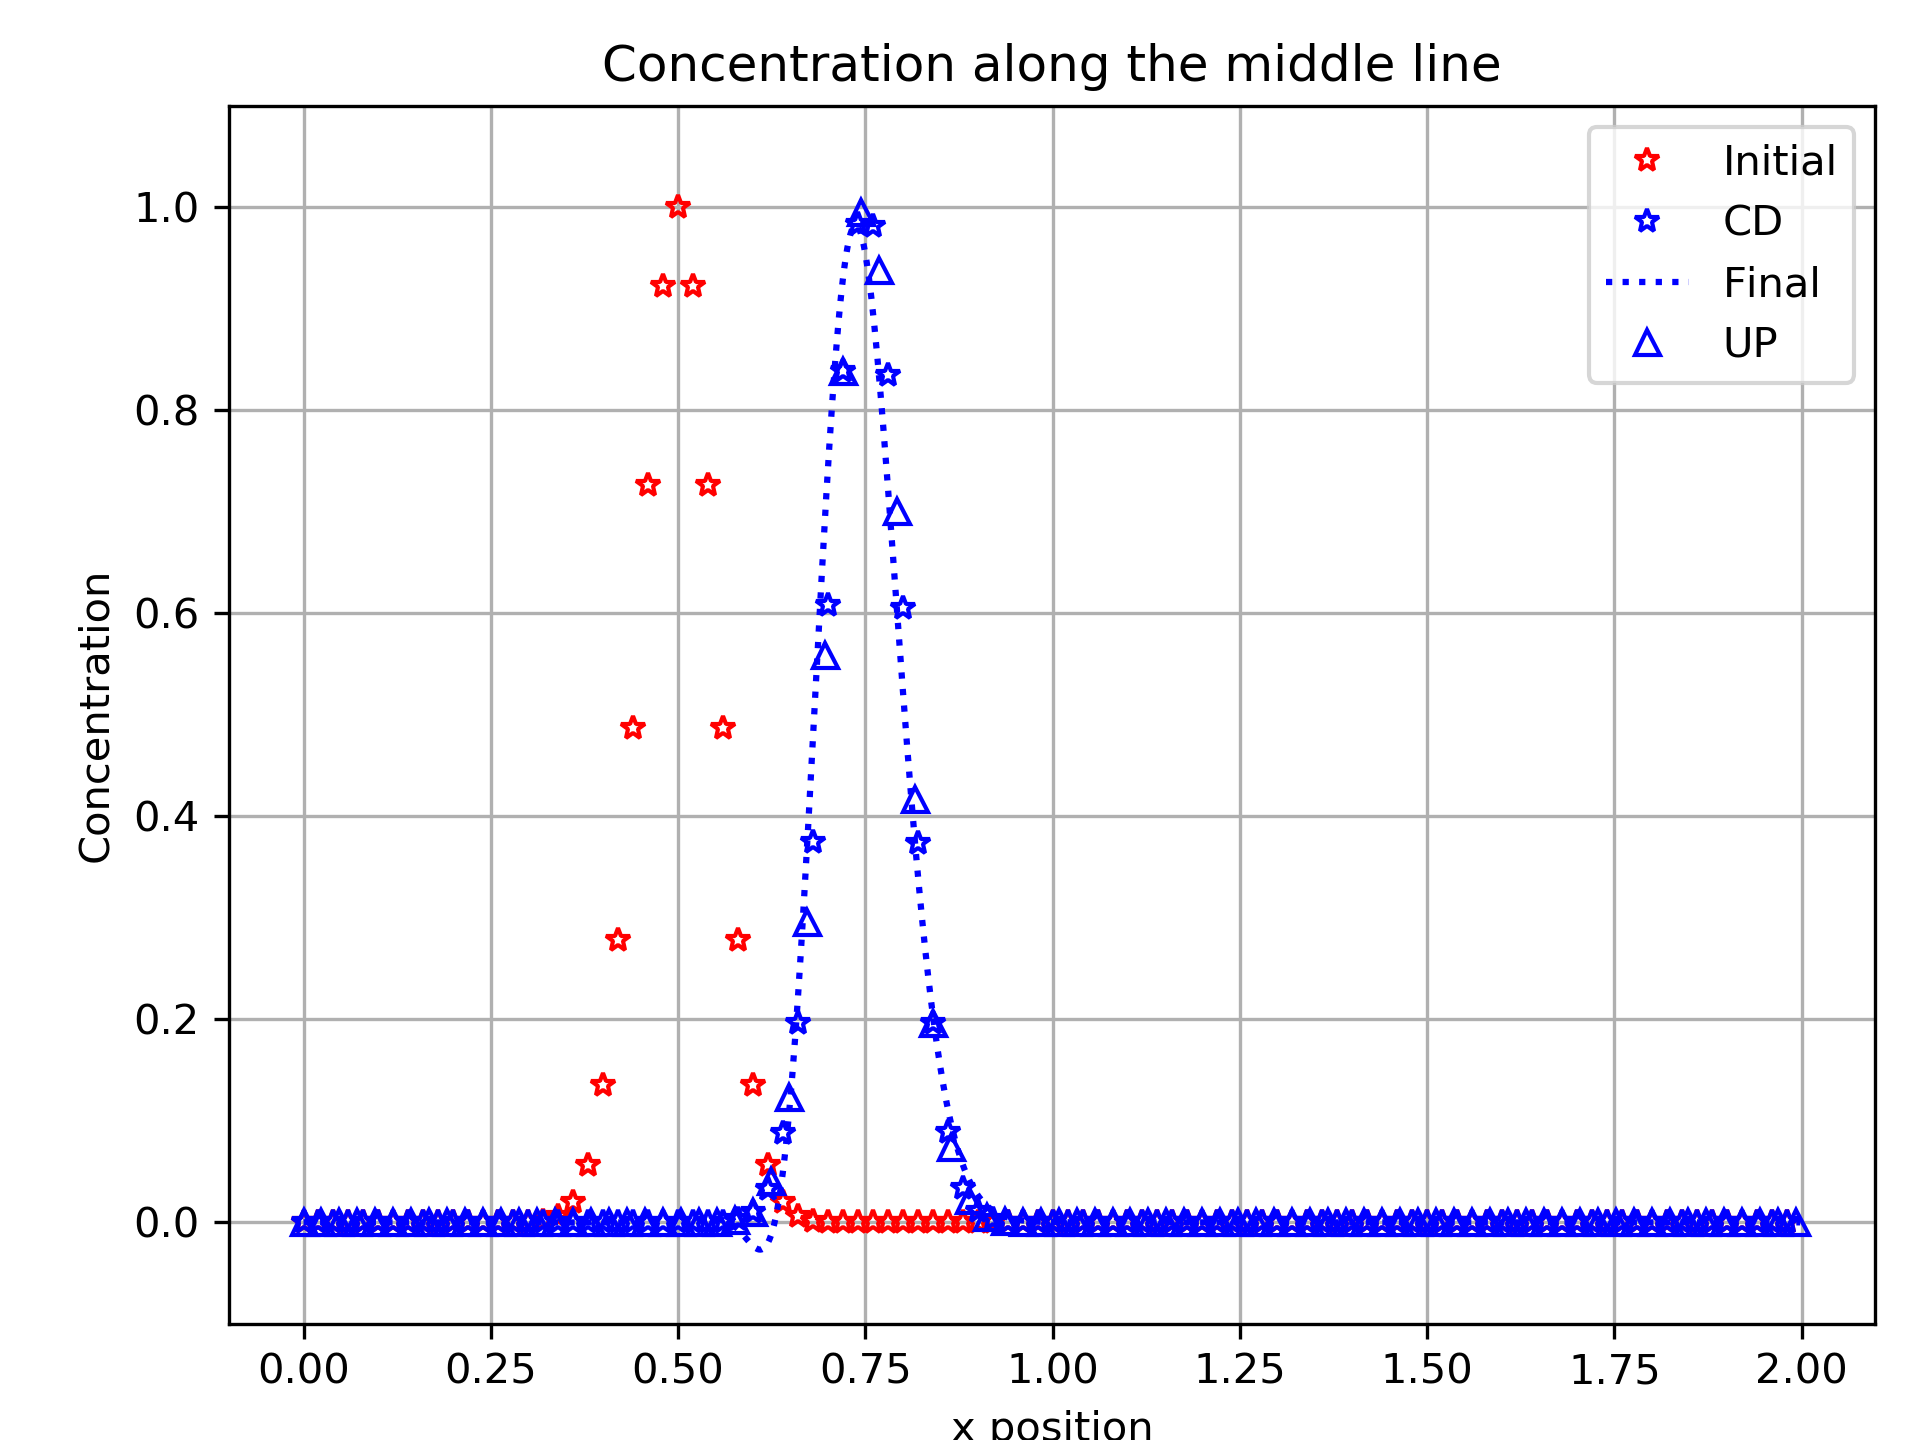 Concentration along the middle line
Initial
CD
Final
UP
1.0
0.8
0.6
0.4
0.2
0.0
Concentration
0.00 0.25 0.50 0.75 1.00 1.25 1.50 1.75 2.00
x position